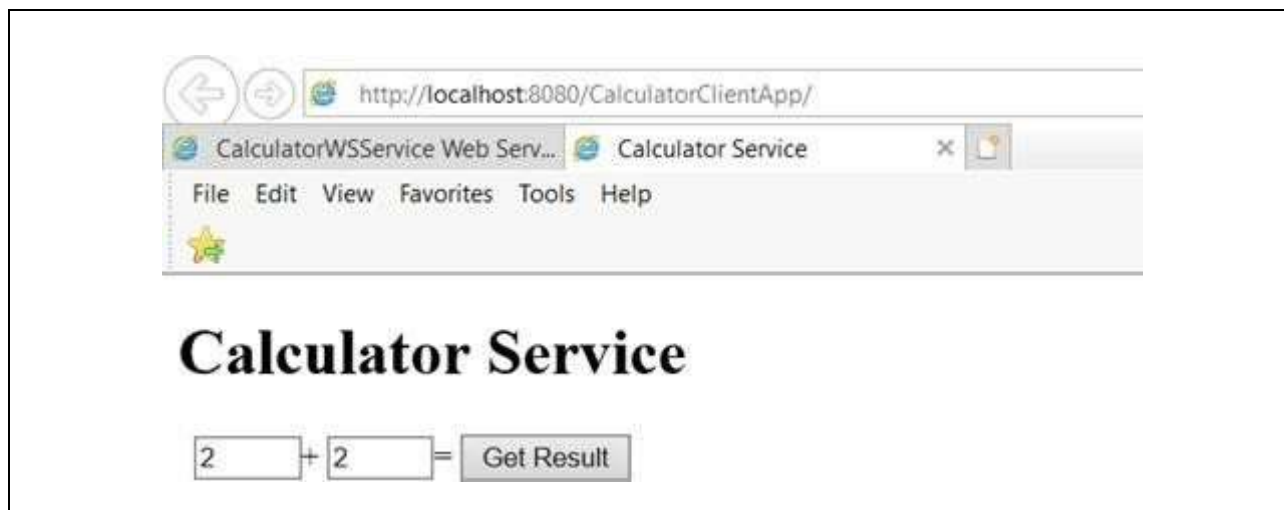 http://localhost:8080/CalculatorClientApp/
CalculatorWSService Web Serv... Calculator Service
File Edit View Favorites Tools Help
Calculator Service
2 + 2 = Get Result